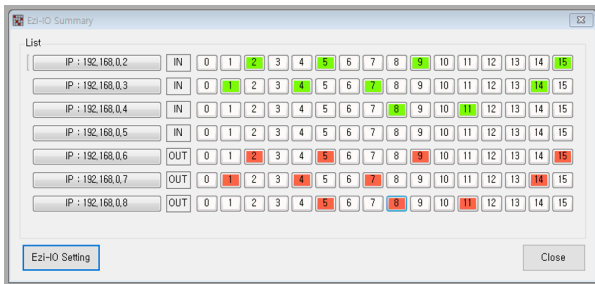 Ezi-IO Summary
List
IP : 192,168,0,2 IN 0 1 2 3 4 5 6 7 8 9 10 11 12 13 14 15
IP : 192,168,0,3 IN 0 1 2 3 4 5 6 7 8 9 10 11 12 13 14 15
IP : 192,168,0,4 IN 0 1 2 3 4 5 6 7 8 9 10 11 12 13 14 15
IP : 192,168,0,5 IN 0 1 2 3 4 5 6 7 8 9 10 11 12 13 14 15
IP : 192,168,0,6 OUT 0 1 2 3 4 5 6 7 8 9 10 11 12 13 14 15
IP : 192,168,0,7 OUT 0 1 2 3 4 5 6 7 8 9 10 11 12 13 14 15
IP : 192,168,0,8 OUT 0 1 2 3 4 5 6 7 8 9 10 11 12 13 14 15
Ezi-IO Setting Close